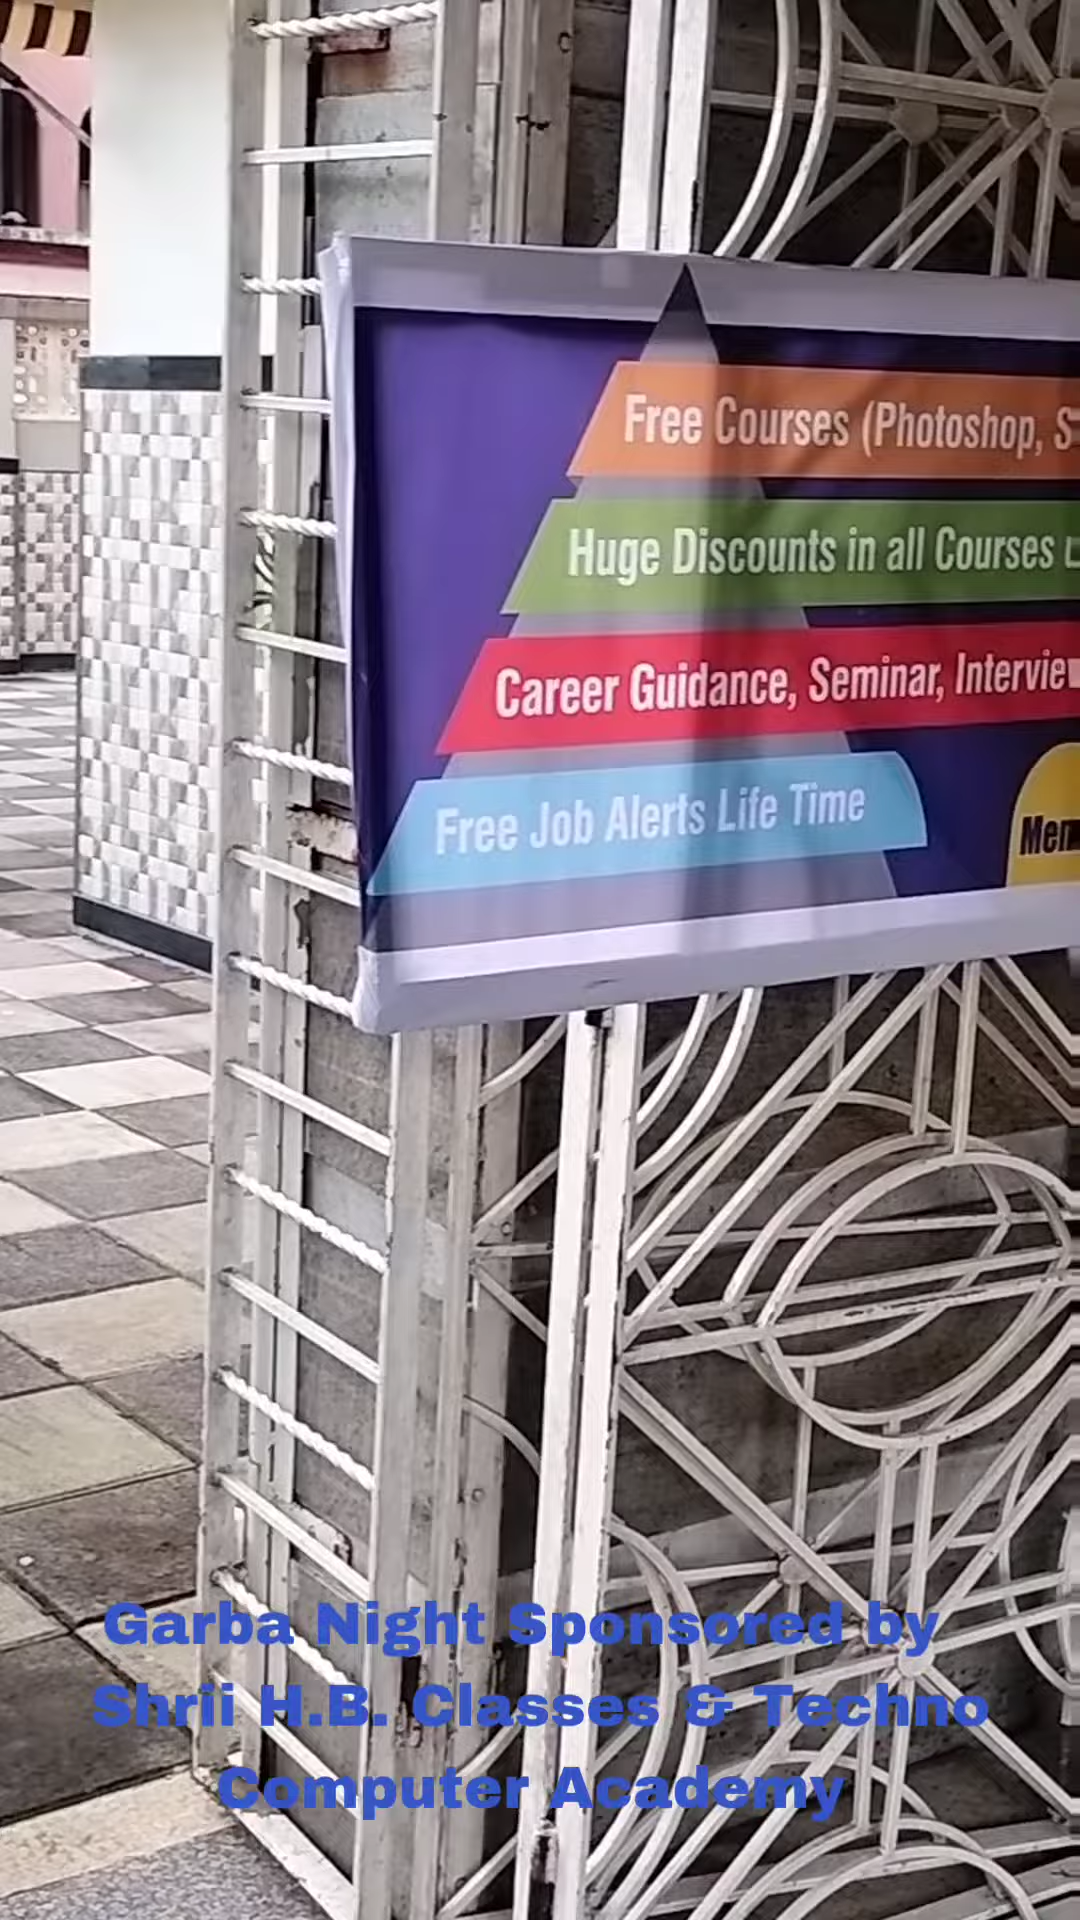 Free Courses (Photoshop,
Huge Discounts in all Courses
Career Guidance, Seminar,
Free Job Alerts Life Time
Garba Night Sponsored by
Shrii H.B. Classes & Techno
Computer Academy